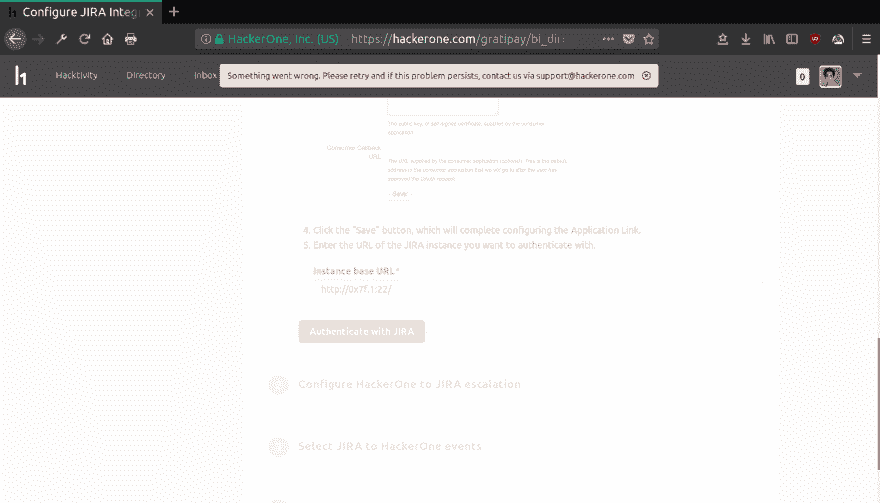 Configure JIRA Integ
HackerOne, Inc. (US)
https://hackerone.com/gratipay/bi_di
Hacktivity
Directory
Inbox
Something went wrong. Please retry and if this problem persists, contact us via support@hackerone.com
0
The public key, or self-signed certificate, supplied by the consumer
application.
Consumer Callback
URL
The URL supplied by the consumer application (optional). This is the default
address in the consumer application that we will go to after the user has
approved the OAuth request.
Save
4. Click the "Save" button, which will complete configuring the Application Link.
5. Enter the URL of the JIRA instance you want to authenticate with.
Instance base URL*
http://0x7f.1:22/
Authenticate with JIRA
Configure HackerOne to JIRA escalation
Select JIRA to HackerOne events